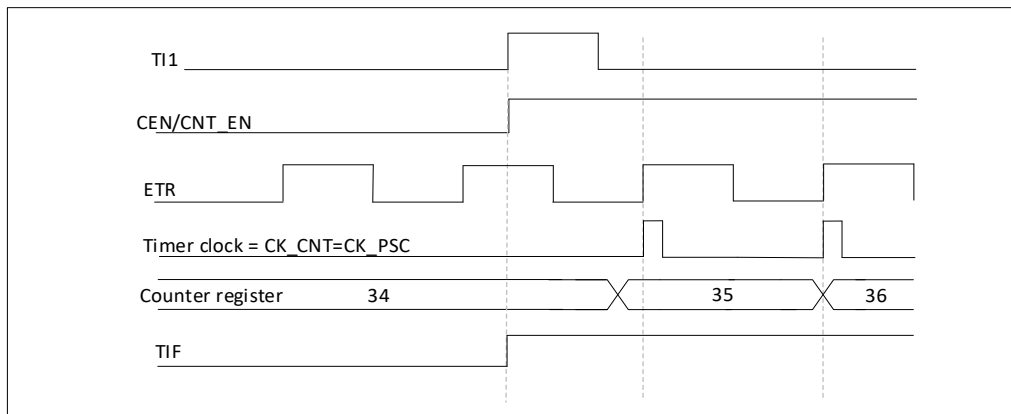 TI1
CEN/CNT_EN
ETR
Timer clock = CK_CNT=CK_PSC
Counter register 34 35 36
TIF